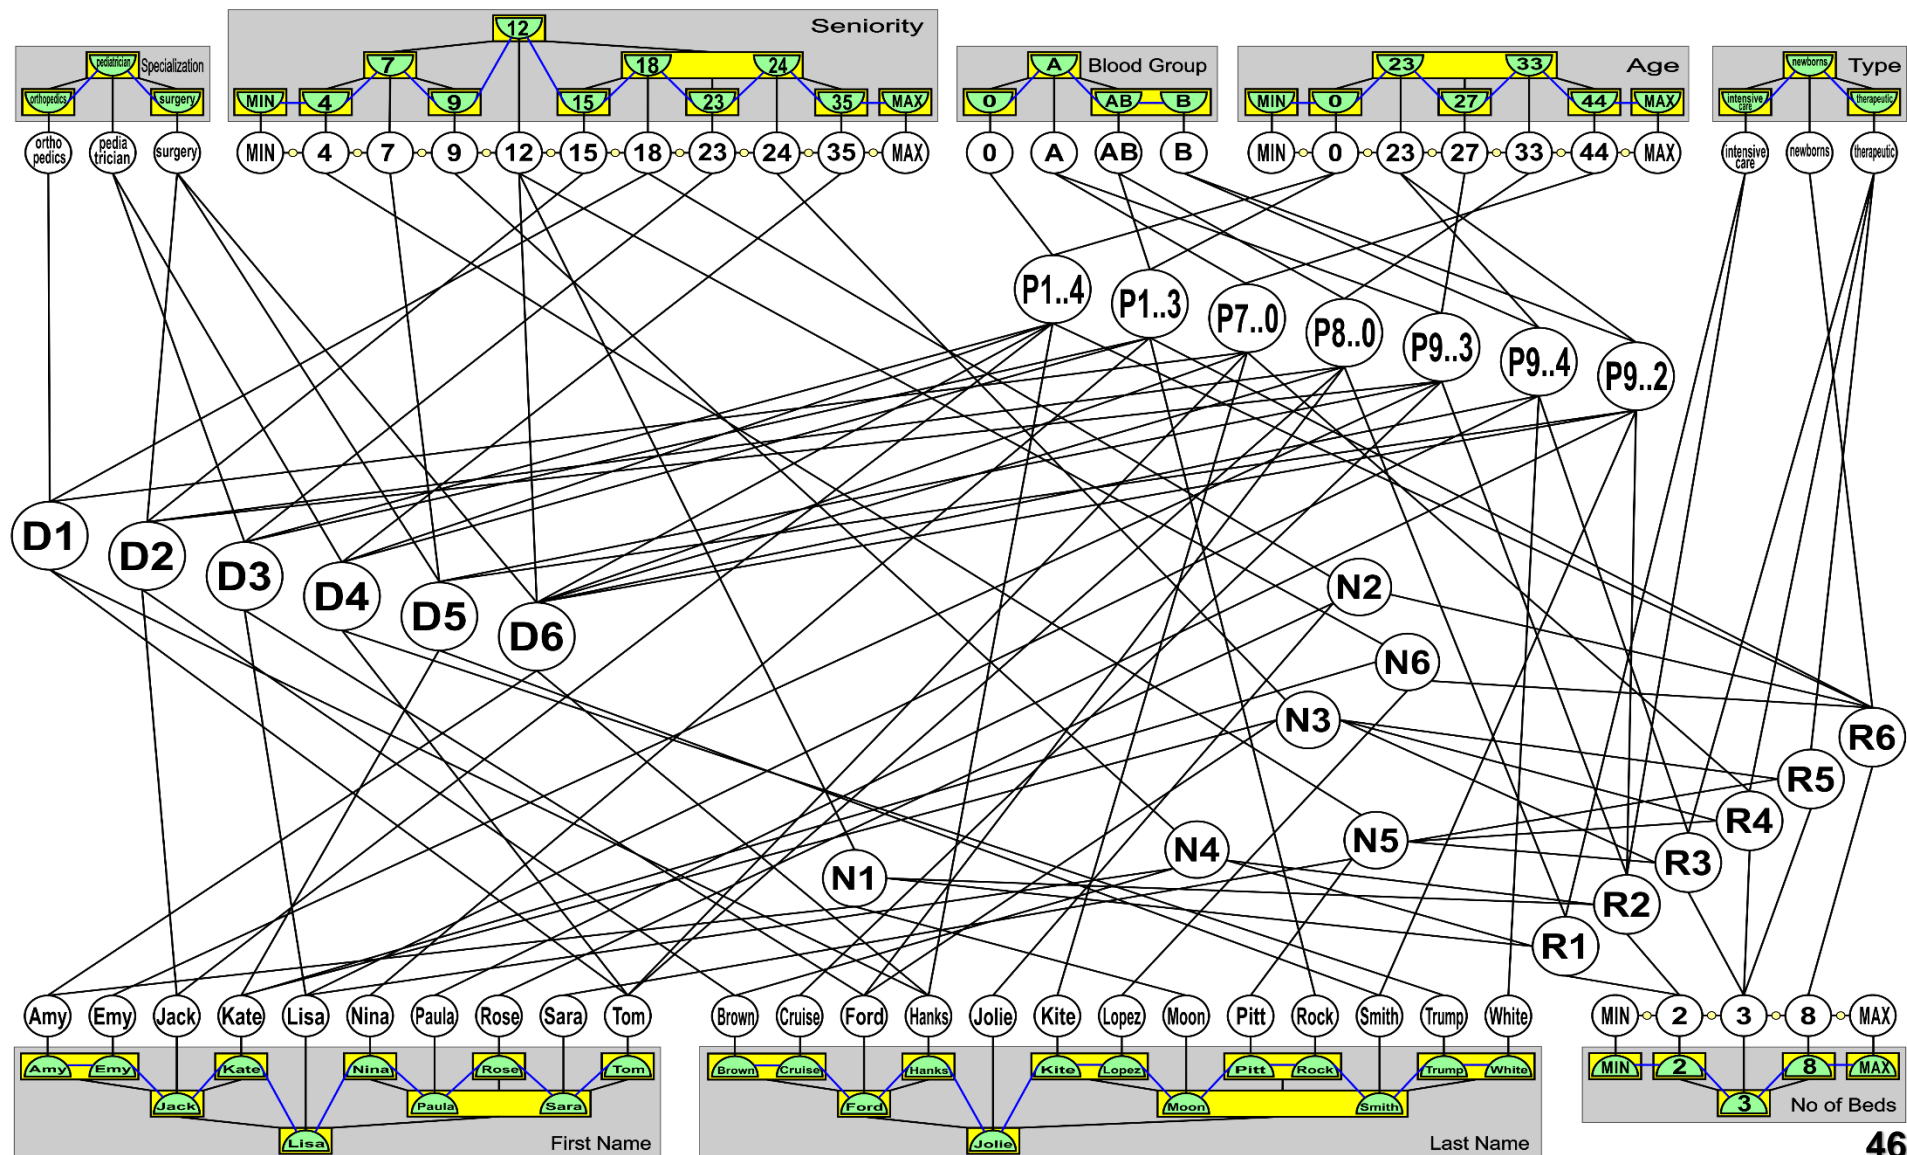 12 Seniority
pediatrician Specialization 7 18 24 A Blood Group 23 33 Age newborns Type
orthopedics surgery MIN 4 9 15 23 35 MAX 0 AB B MIN 0 27 44 MAX intensive care therapeutic
ortho pedics pedia trician surgery MIN 4 7 9 12 15 18 23 24 35 MAX 0 A AB B MIN 0 23 27 33 44 MAX intensive care newborns therapeutic
P1..4 P1..3 P7..0 P8..0 P9..3 P9..4 P9..2
D1 D2 D3 D4 D5 D6
N2
N6
N3
R6
R5
R4
N5
N4
R3
N1
R2
R1
Amy Emy Jack Kate Lisa Nina Paula Rose Sara Tom Brown Cruise Ford Hanks Jolie Kite Lopez Moon Pitt Rock Smith Trump White MIN 2 3 8 MAX
Amy Emy Kate Nina Rose Tom Brown Cruise Hanks Kite Lopez Pitt Rock Trump White MIN 2 8 MAX
Jack Paula Sara Ford Moon Smith 3 No of Beds
Lisa First Name Jolie Last Name
46